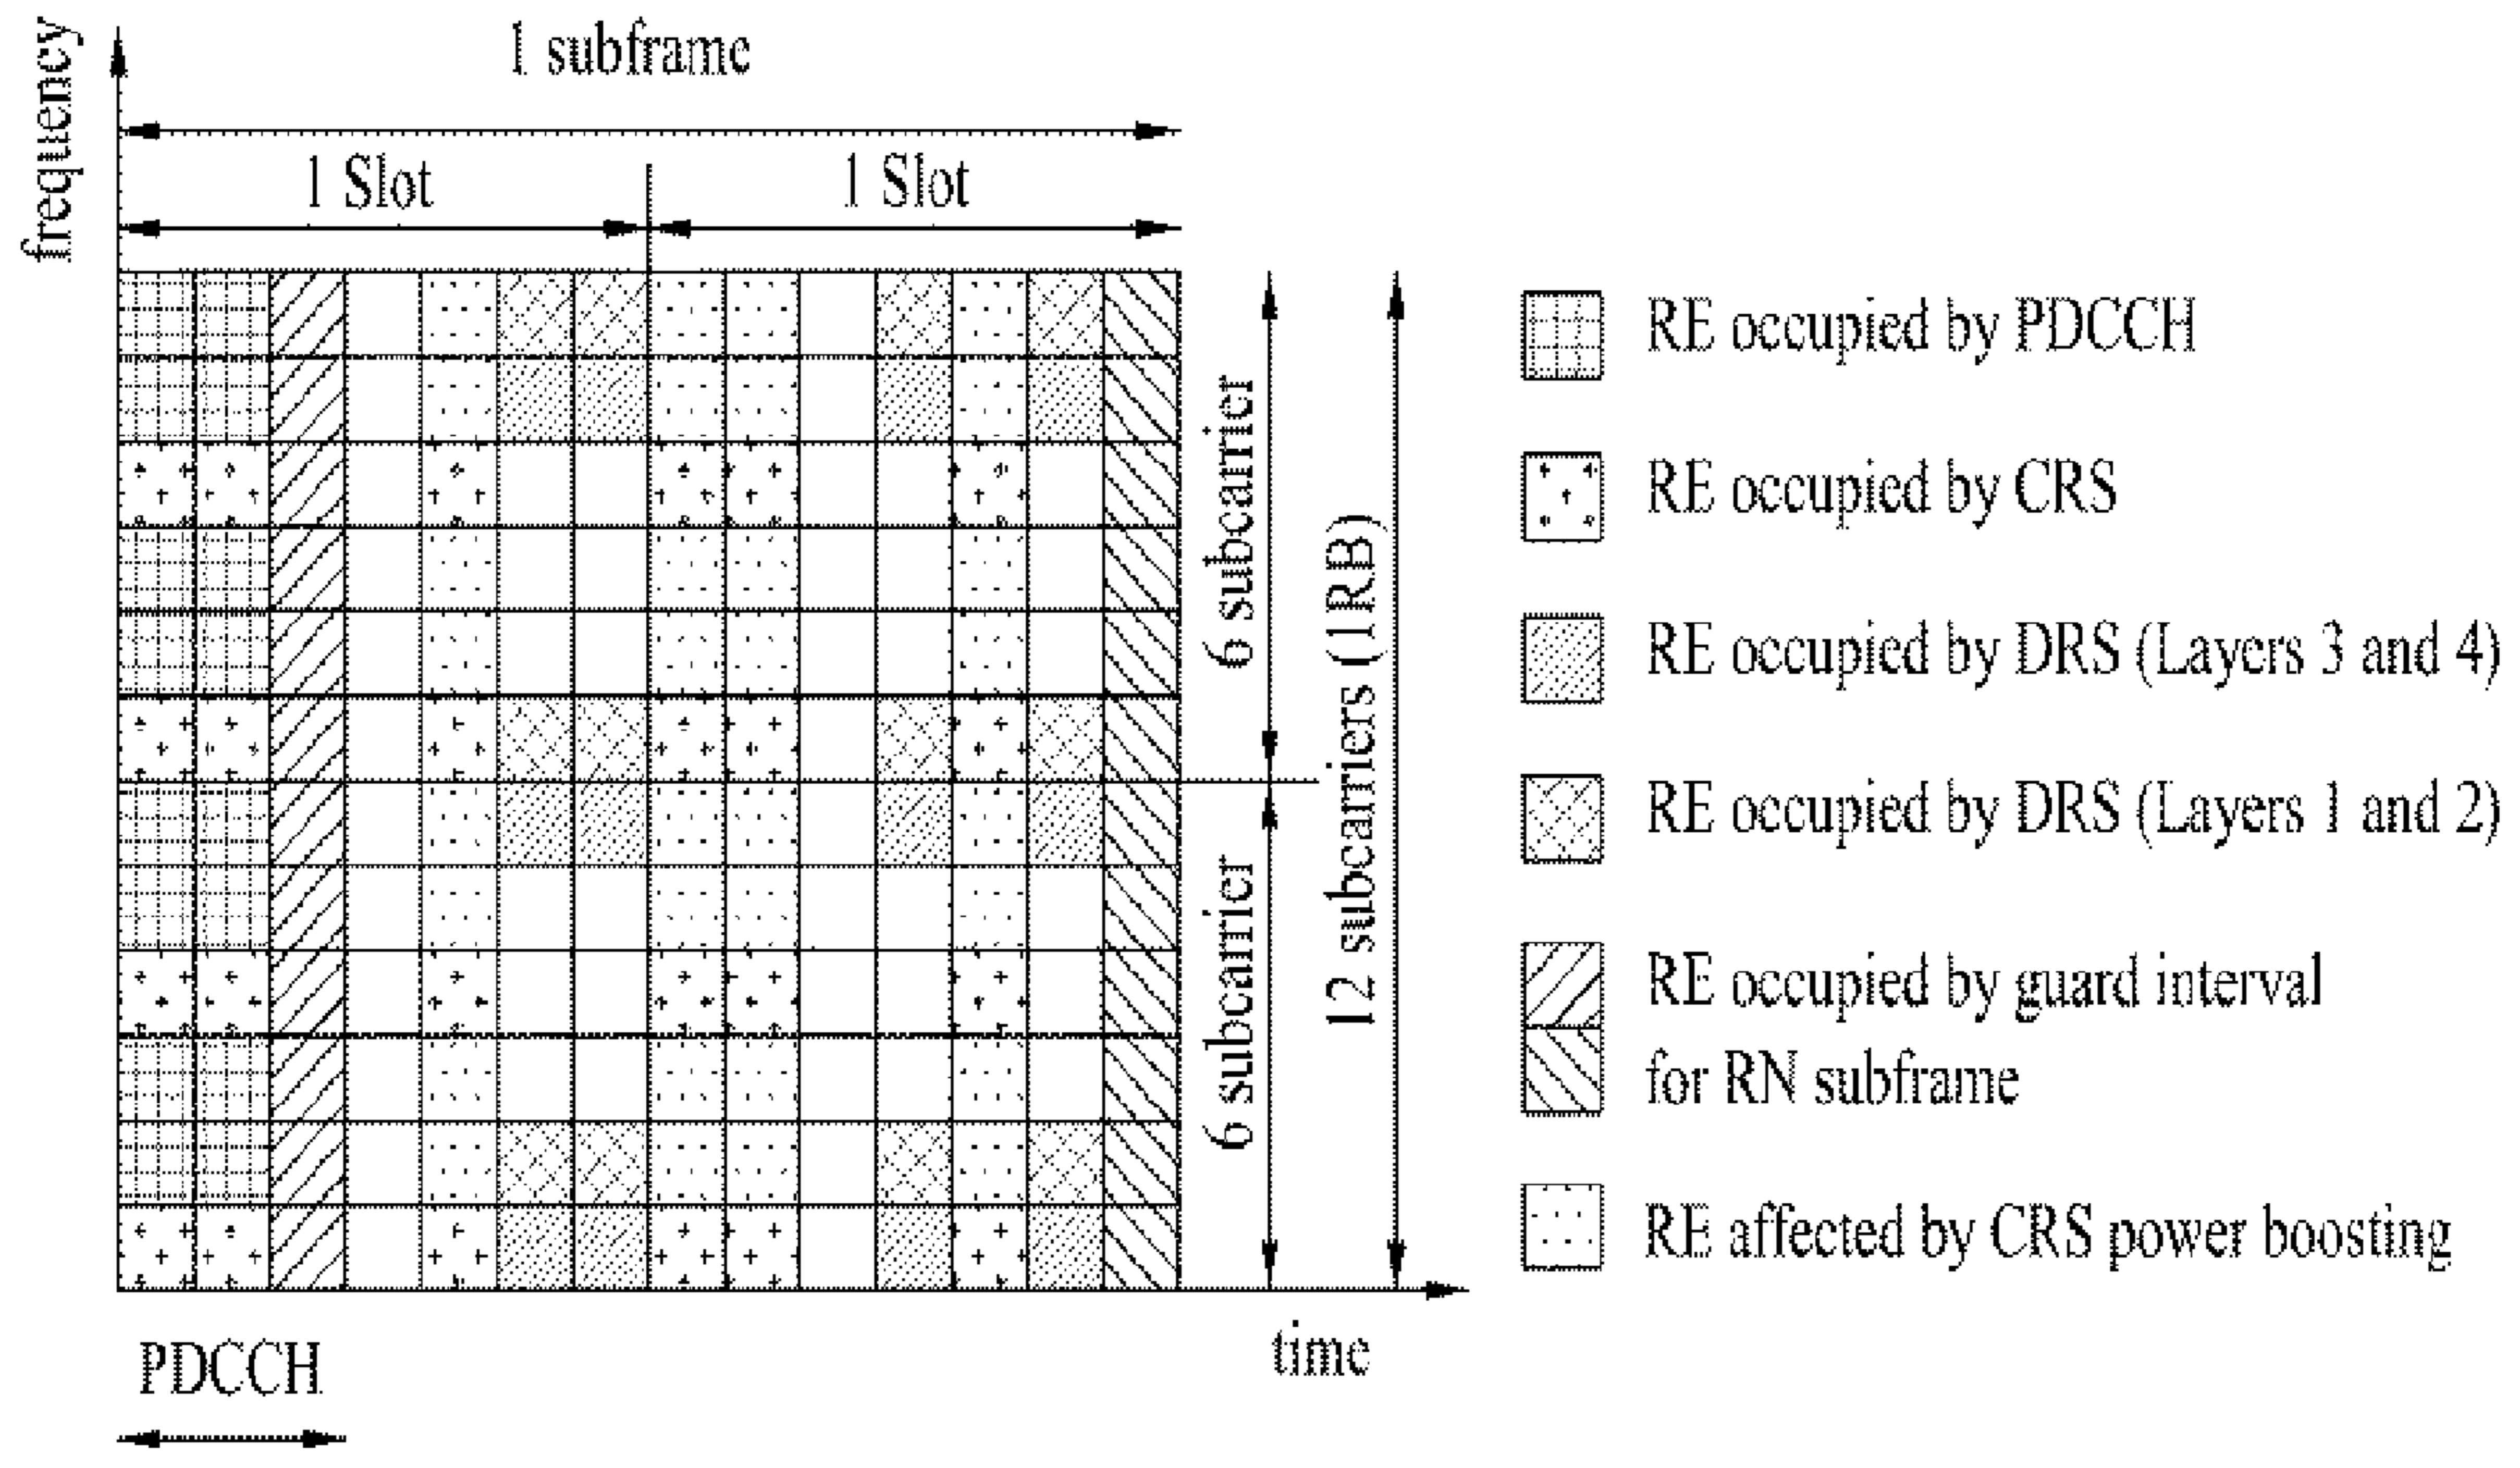 frequency
1 subframe
1 Slot
1 Slot
6 subcarrier
6 subcarrier
12 subcarriers (1RB)
time
PDCCH
RE occupied by PDCCH
RE occupied by CRS
RE occupied by DRS (Layers 3 and 4)
RE occupied by DRS (Layers 1 and 2)
RE occupied by guard interval
for RN subframe
RE affected by CRS power boosting